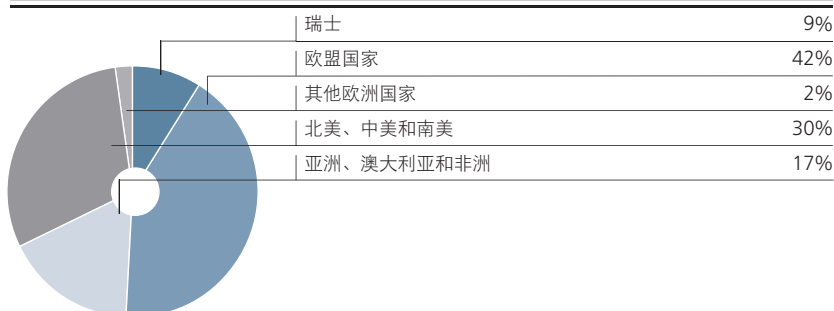 瑞士 9%
欧盟国家 42%
其他欧洲国家 2%
北美、中美和南美 30%
亚洲、澳大利亚和非洲 17%